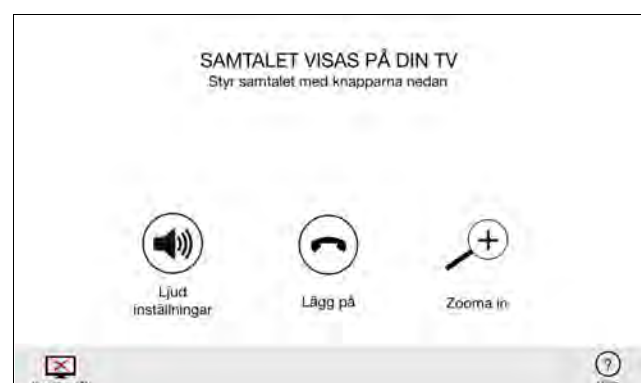 SAMTALET VISAS PÅ DIN TV
Styr samtalet med knapparna nedan
Ljud
inställningar
Lägg på
Zooma in
?